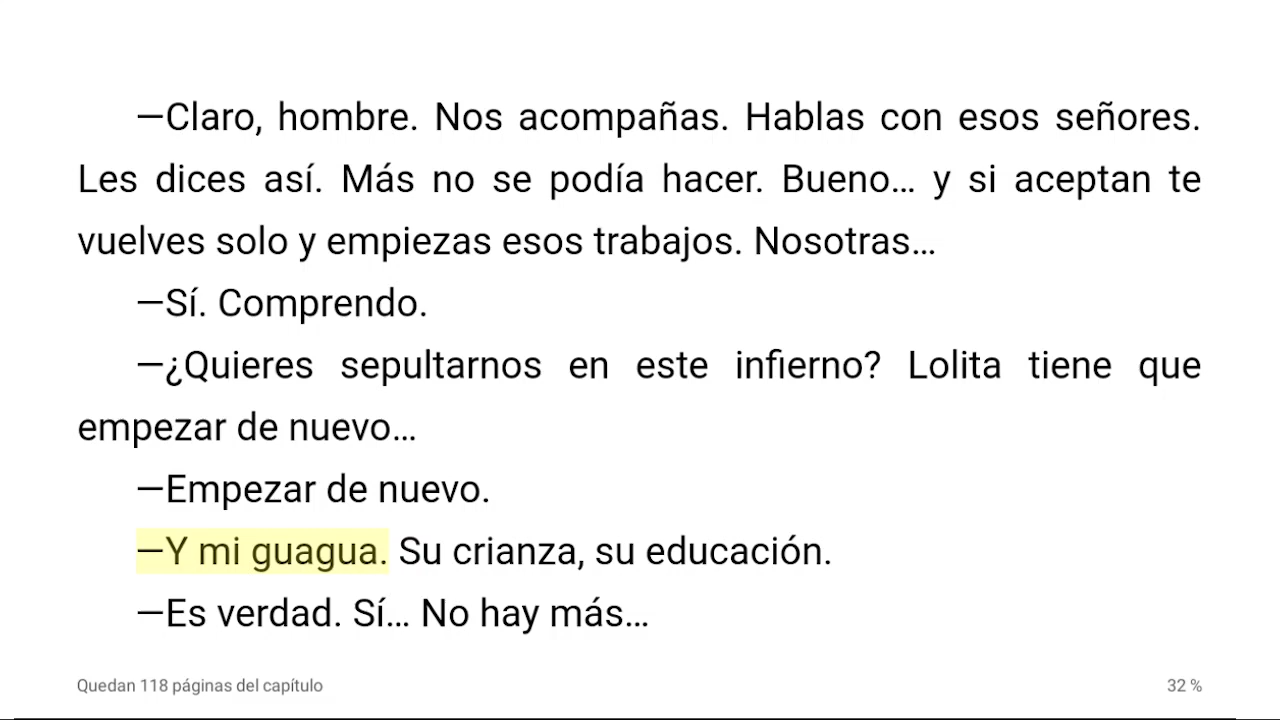 —Claro, hombre. Nos acompañas. Hablas con esos señores.
Les dices así. Más no se podía hacer. Bueno… y si aceptan te
vuelves solo y empiezas esos trabajos. Nosotras…
—Sí. Comprendo.
—¿Quieres sepultarnos en este infierno? Lolita tiene que
empezar de nuevo…
—Empezar de nuevo.
—Y mi guagua. Su crianza, su educación.
—Es verdad. Sí… No hay más…
Quedan 118 páginas del capítulo
32 %